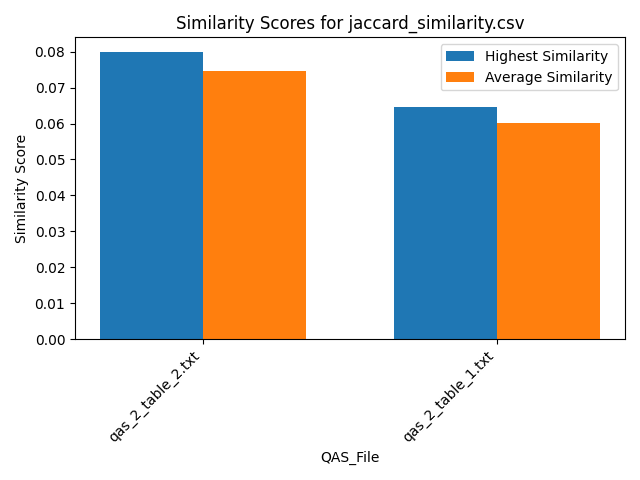 Similarity Scores for jaccard_similarity.csv
Highest Similarity
Average Similarity
Similarity Score
0.08
0.07
0.06
0.05
0.04
0.03
0.02
0.01
0.00
qas_2_table_2.txt
qas_2_table_1.txt
QAS_File